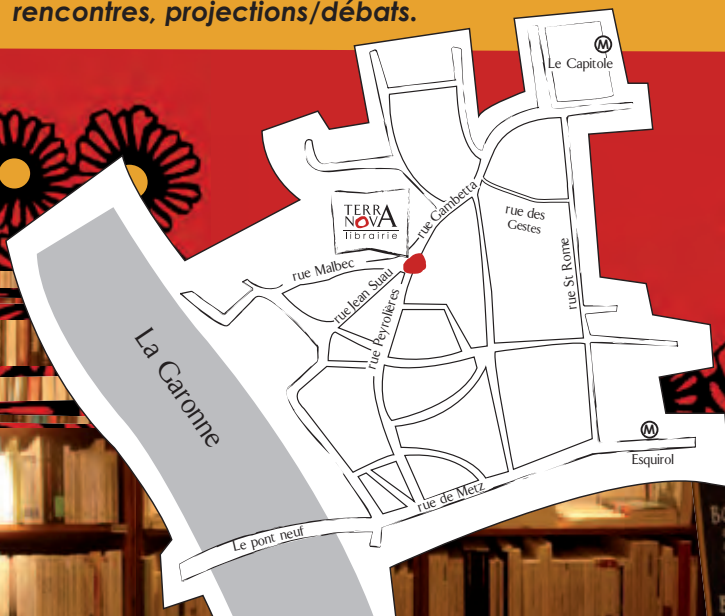 rencontres, projections/débats.
M
Le Capitole
TERRA
NOVA
librairie
rue Gambetta
rue des
Gestes
rue St Rome
rue Malbec
rue Jean Suau
rue Peyrolières
La Garonne
M
Esquirol
rue de Metz
Le pont neuf